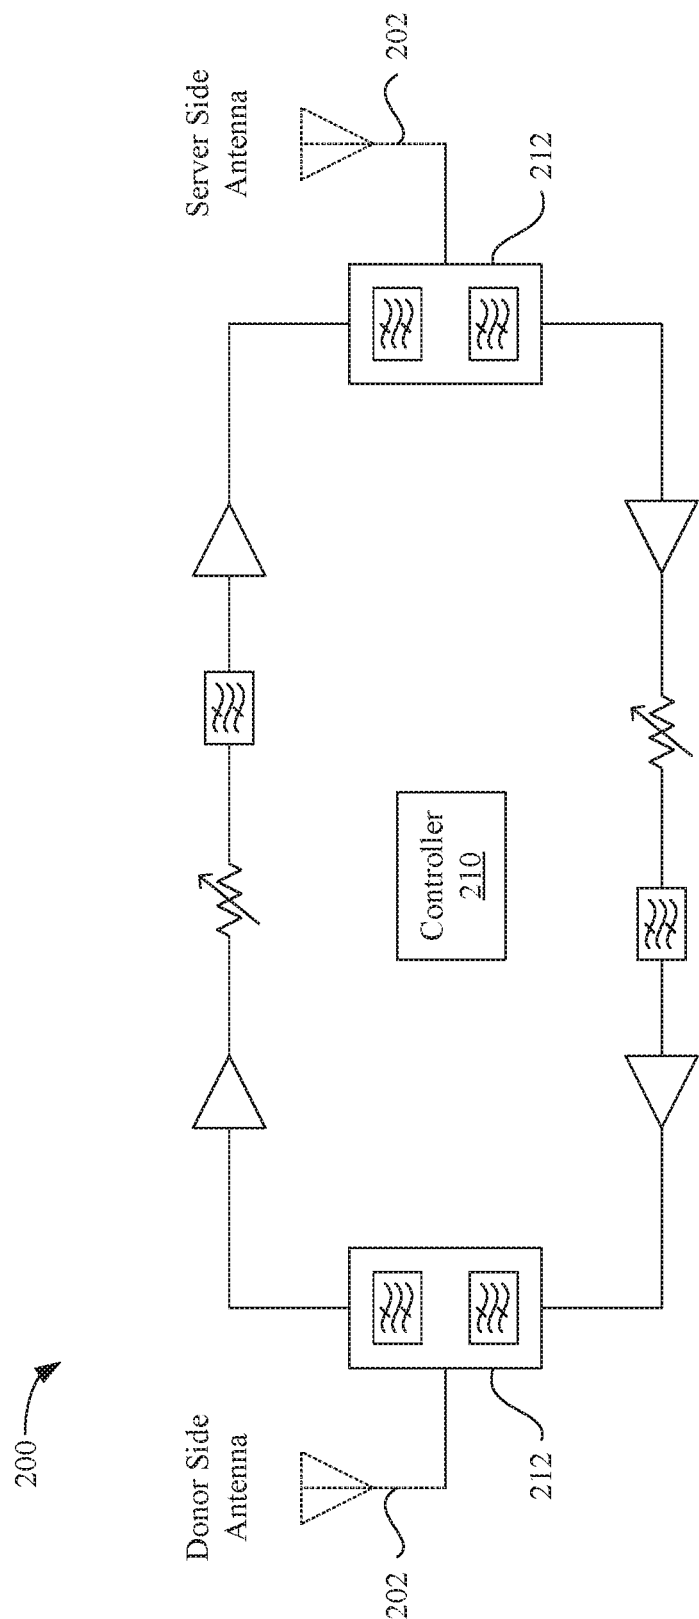 200
Donor Side
Antenna
202
212
Controller
210
Server Side
Antenna
202
212